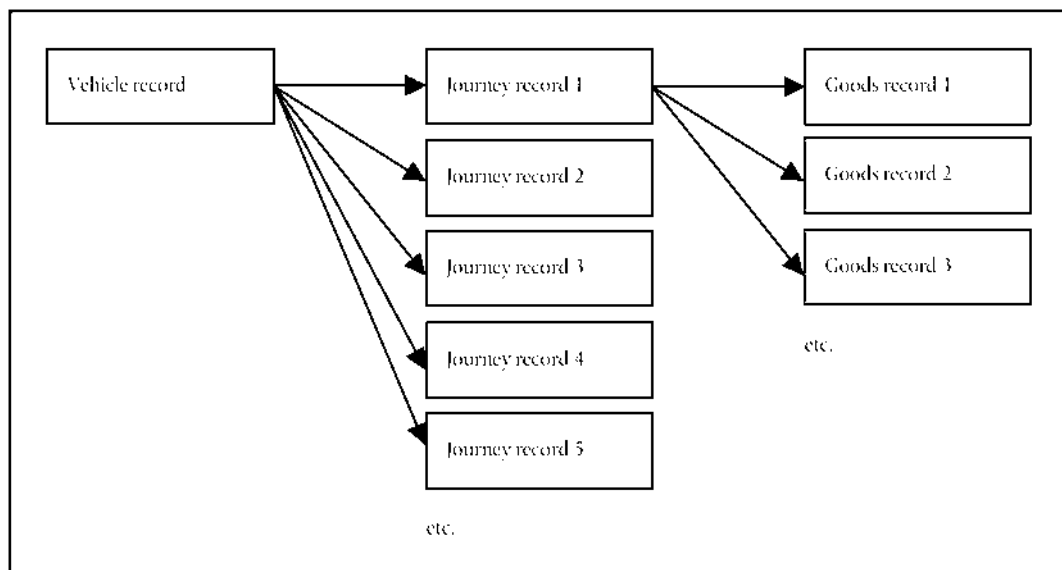 Vehicle record
Journey record 1
Goods record 1
Journey record 2
Goods record 2
Journey record 3
Goods record 3
etc.
Journey record 4
Journey record 5
etc.